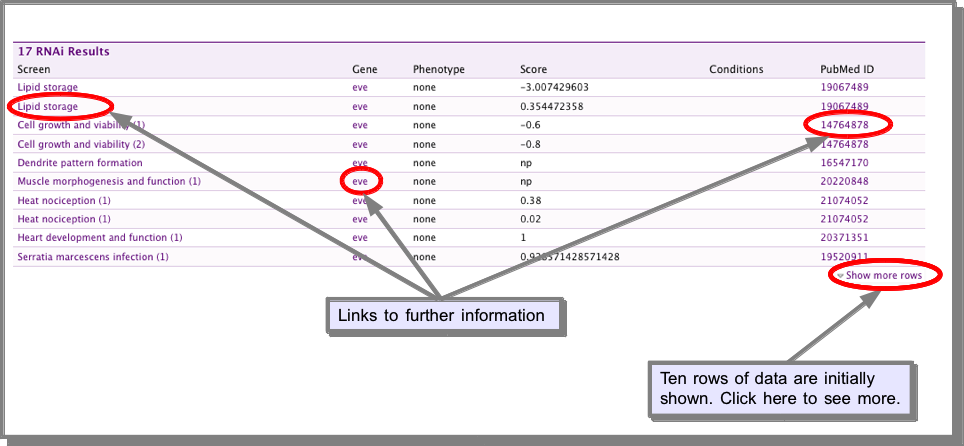 17 RNAi Results
Screen Gene Phenotype Score Conditions PubMed ID
Lipid storage eve none -3.007429603 19067489
Lipid storage eve none 0.354472358 19067489
Cell growth and viability (1) eve none -0.6 14764878
Cell growth and viability (2) eve none -0.8 14764878
Dendrite pattern formation eve none np 16547170
Muscle morphogenesis and function (1) eve none np 20220848
Heat nociception (1) eve none 0.38 21074052
Heat nociception (1) eve none 0.02 21074052
Heart development and function (1) eve none 1 20371351
Serratia marcescens infection (1) eve none 0.928571428571428 19520911
Show more rows
Links to further information
Ten rows of data are initially
shown. Click here to see more.